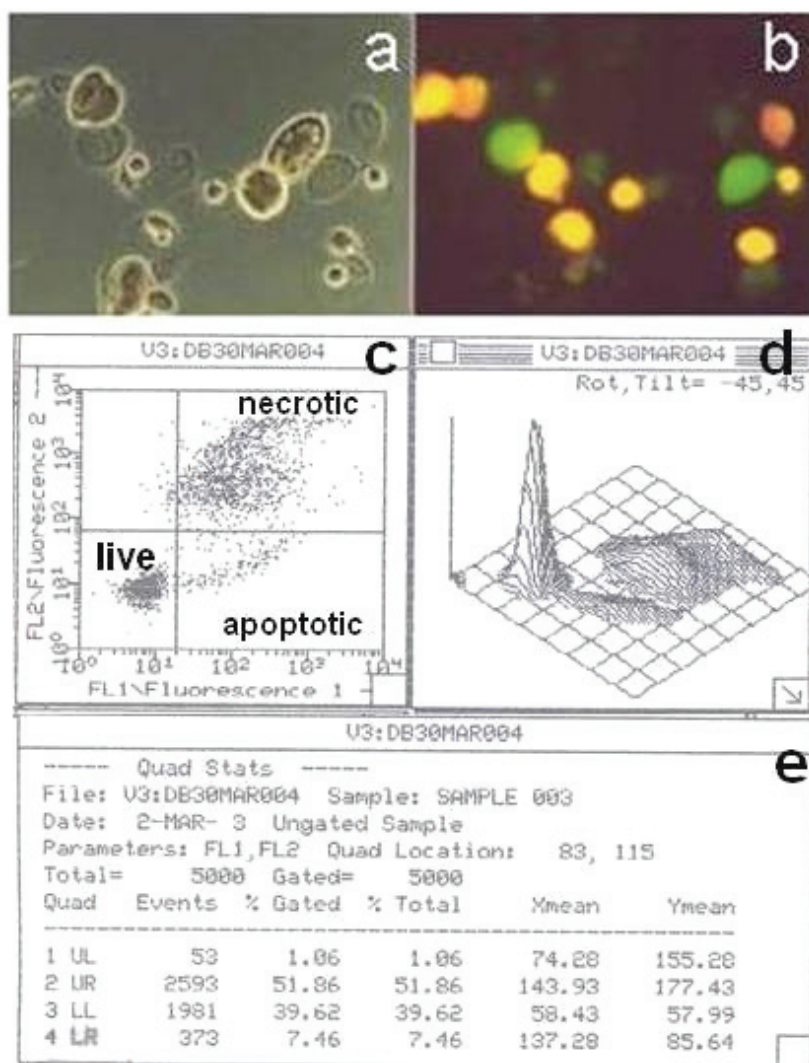 a
b
V3:DB30MAR004
c
necrotic
live
apoptotic
FL2\Fluorescence 2 ---
10⁰ 10¹ 10² 10³ 10⁴
10⁰ 10¹ 10² 10³ 10⁴
FL1\Fluorescence 1 -
V3:DB30MAR004
d
Rot,Tilt= -45,45
V3:DB30MAR004
e
----- Quad Stats -----
File: V3:DB30MAR004 Sample: SAMPLE 003
Date: 2-MAR- 3 Ungated Sample
Parameters: FL1,FL2 Quad Location: 83, 115
Total= 5000 Gated= 5000
Quad Events % Gated % Total Xmean Ymean
1 UL 53 1.06 1.06 74.28 155.28
2 UR 2593 51.86 51.86 143.93 177.43
3 LL 1981 39.62 39.62 58.43 57.99
4 LR 373 7.46 7.46 137.28 85.64